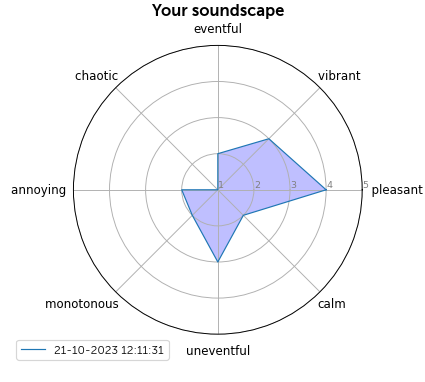 Your soundscape
eventful
chaotic
vibrant
annoying
1
2
3
4
5
pleasant
monotonous
calm
21-10-2023 12:11:31
uneventful